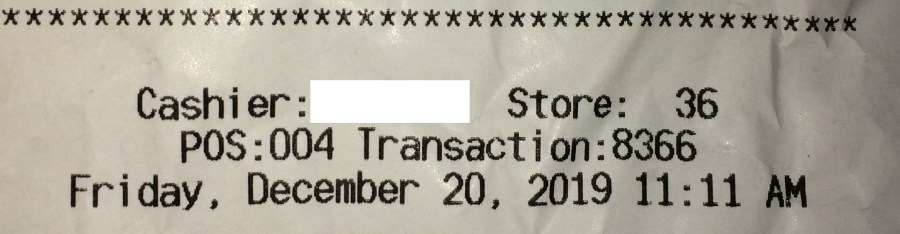 ******************************************
Cashier: Store: 36
POS:004 Transaction:8366
Friday, December 20, 2019 11:11 AM